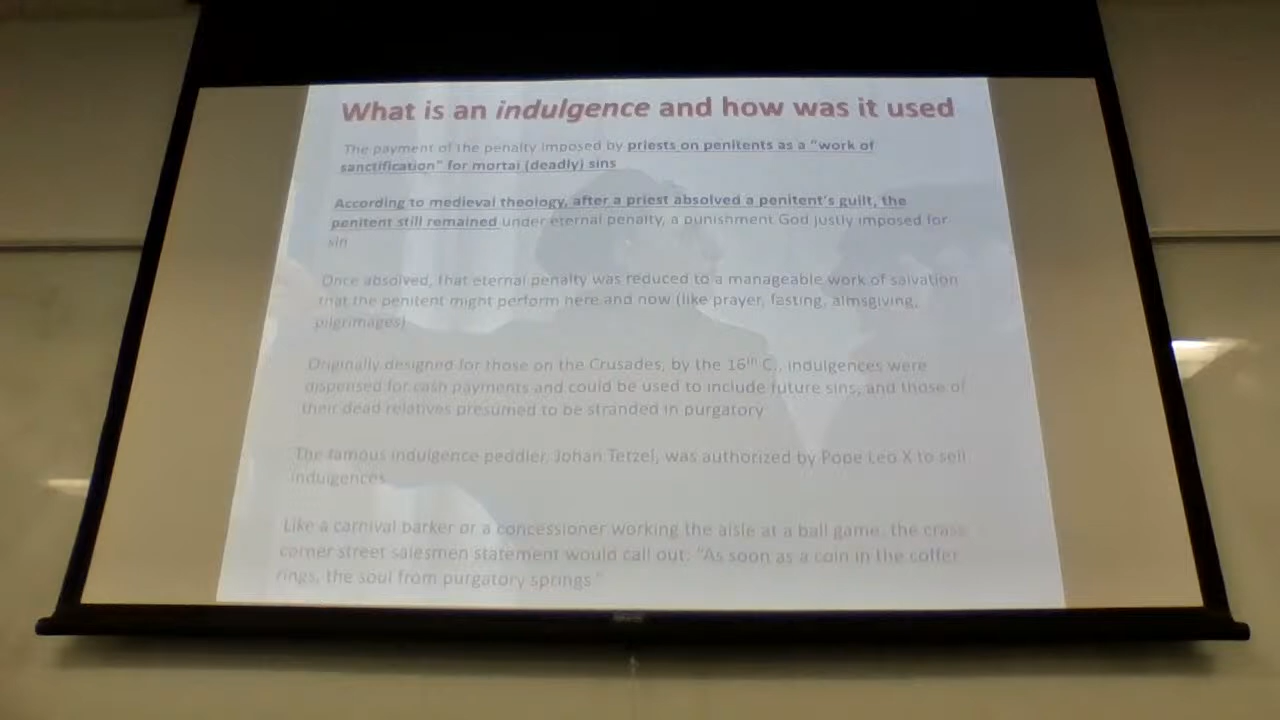 What is an indulgence and how was it used
The payment of the penalty imposed by priests on penitents as a "work of
sanctification" for mortal (deadly) sins
According to medieval theology, after a priest absolved a penitent's guilt, the
penitent still remained under eternal penalty, a punishment God justly imposed for
sin
Once absolved, that eternal penalty was reduced to a manageable work of salvation
that the penitent might perform here and now (like prayer, fasting, almsgiving,
pilgrimages)
Originally designed for those on the Crusades, by the 16th C., indulgences were
dispensed for cash payments and could be used to include future sins, and those of
their dead relatives presumed to be stranded in purgatory
The famous indulgence peddler, Johan Tetzel, was authorized by Pope Leo X to sell
indulgences
Like a carnival barker or a concessioner working the aisle at a ball game, the crass
corner street salesmen statement would call out: "As soon as a coin in the coffer
rings, the soul from purgatory springs."